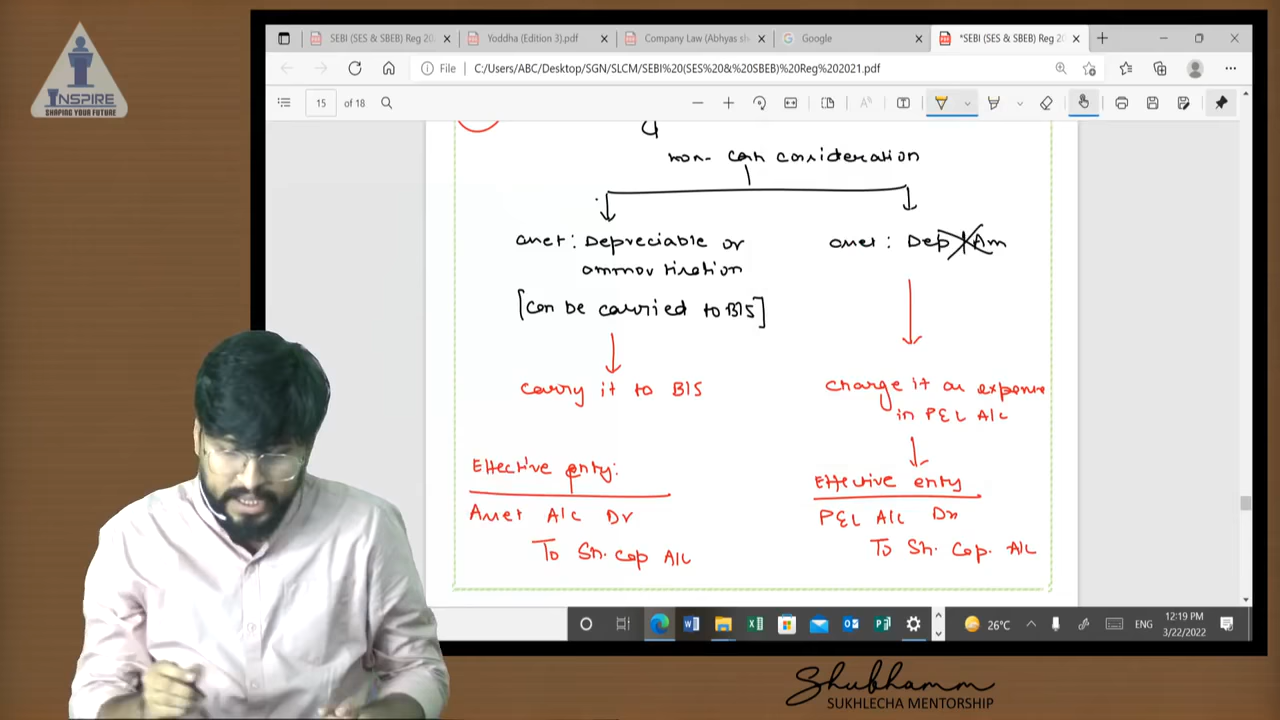 INSPIRE
SHAPING YOUR FUTURE
SEBI (SES & SBEB) Reg 20
Yoddha (Edition 3).pdf
Company Law (Abhyas sh
Google
*SEBI (SES & SBEB) Reg 20
File
C:/Users/ABC/Desktop/SGN/SLCM/SEBI%20(SES%20&%20SBEB)%20Reg%202021.pdf
15 of 18
non- cash consideration
asset: Depreciable or
ammortisation
[Can be carried to B/S]
asset: Dep / Am
carry it to B/S
charge it as expense
in P&L A/C
Effective entry:
Asset A/C Dr
To Sh. Cap A/C
Effective entry
P&L A/C Dr
To Sh. Cap. A/C
26°C
ENG
12:19 PM
3/22/2022
Shubhamm
SUKHLECHA MENTORSHIP